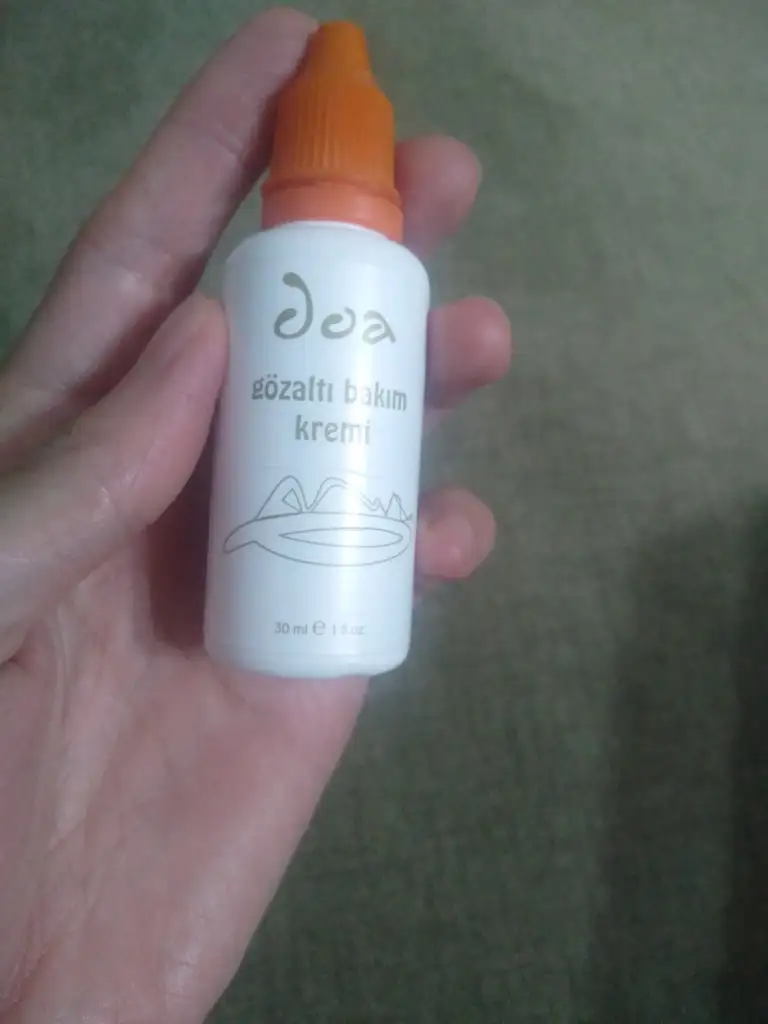 doa
gözaltı bakım
kremi
30 ml ℮ 1 fl oz